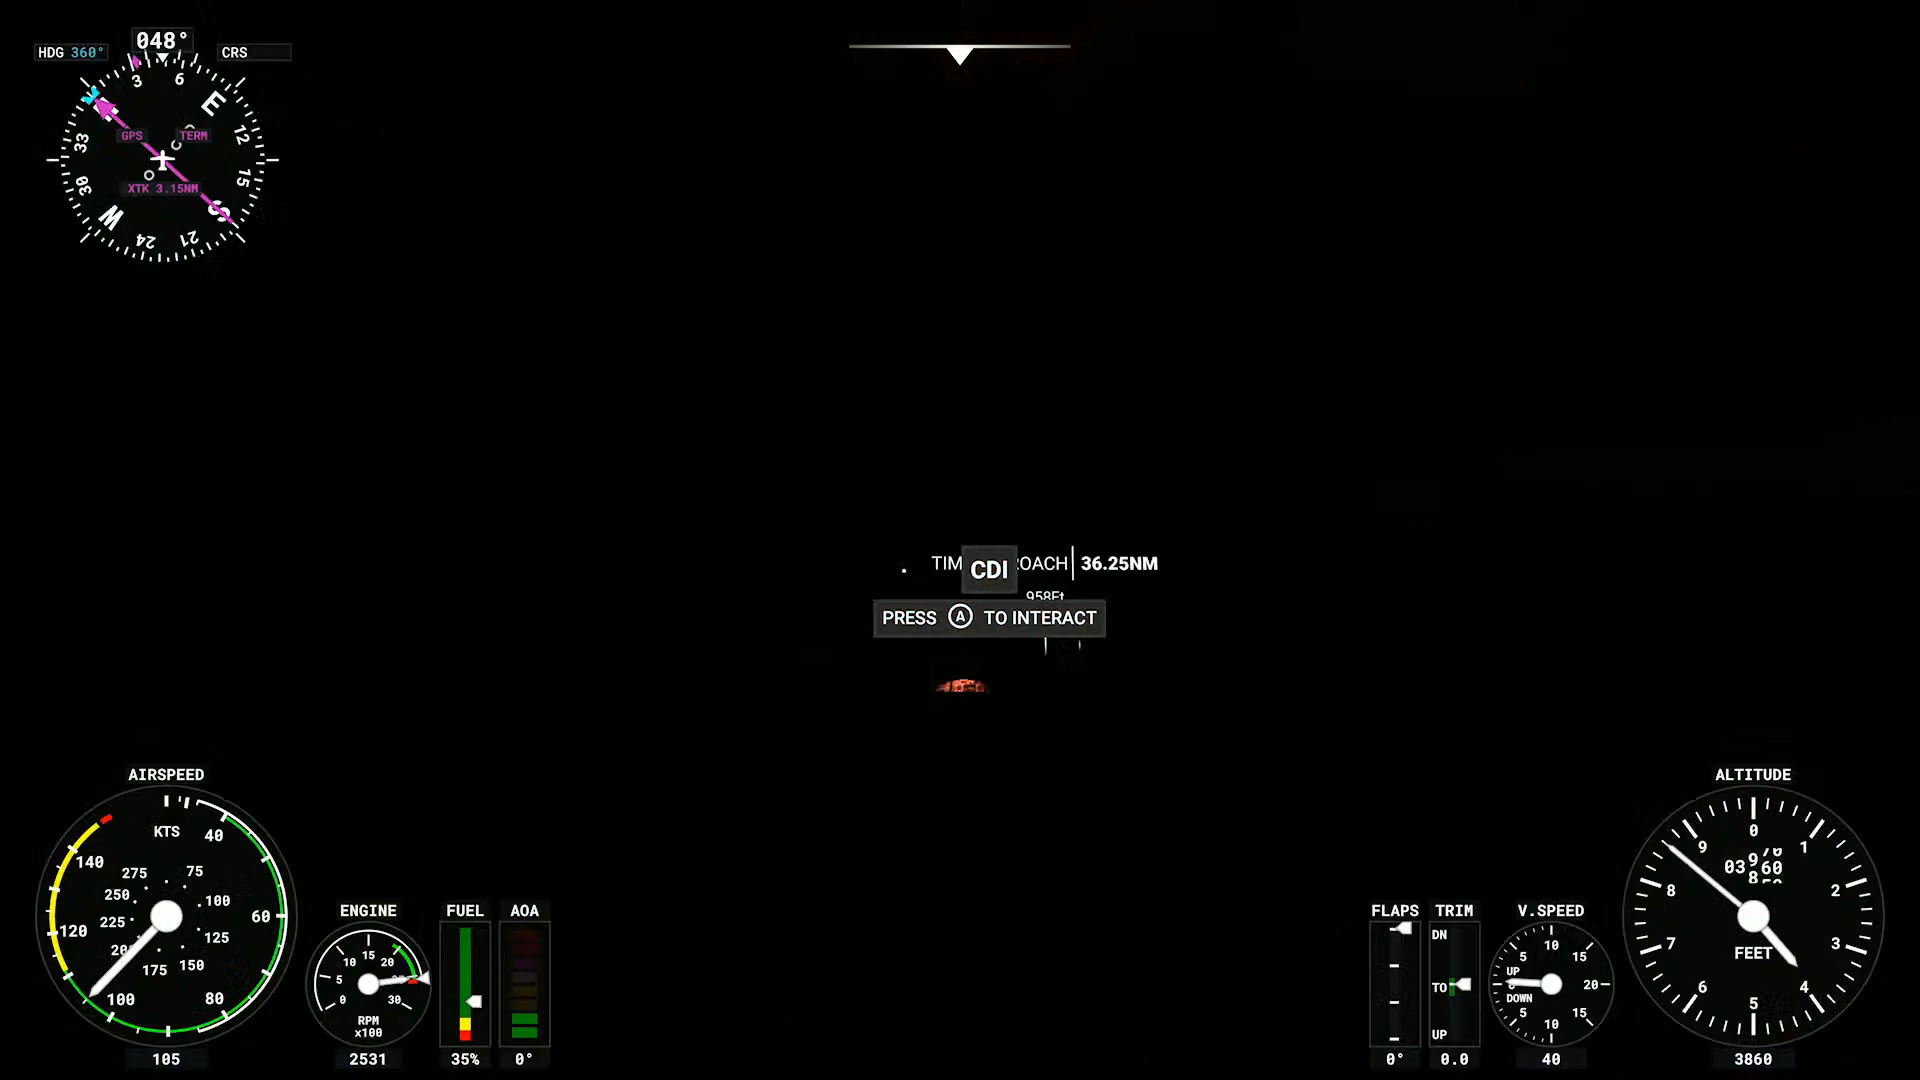 HDG 360°
048°
CRS
3
6
E
12
15
S
21
24
W
30
33
GPS
TERM
XTK 3.15NM
TIM
CDI
OACH
36.25NM
958Ft
PRESS A TO INTERACT
AIRSPEED
KTS
40
60
80
100
120
140
75
100
125
150
175
225
250
275
105
ENGINE
0
5
10
15
20
30
RPM
x100
2531
FUEL
35%
AOA
0°
FLAPS
0°
TRIM
DN
TO
UP
0.0
V.SPEED
UP
DOWN
5
10
15
20
15
10
5
40
ALTITUDE
0
1
2
3
4
5
6
7
8
9
FEET
3860